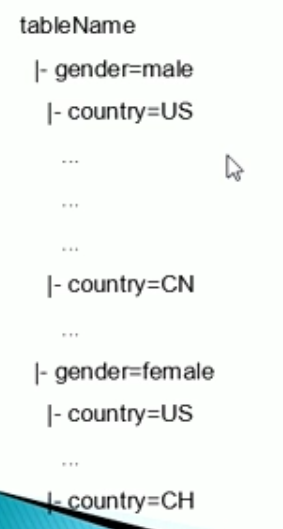 tableName
|- gender=male
|- country=US
...
...
...
|- country=CN
...
|- gender=female
|- country=US
...
|- country=CH